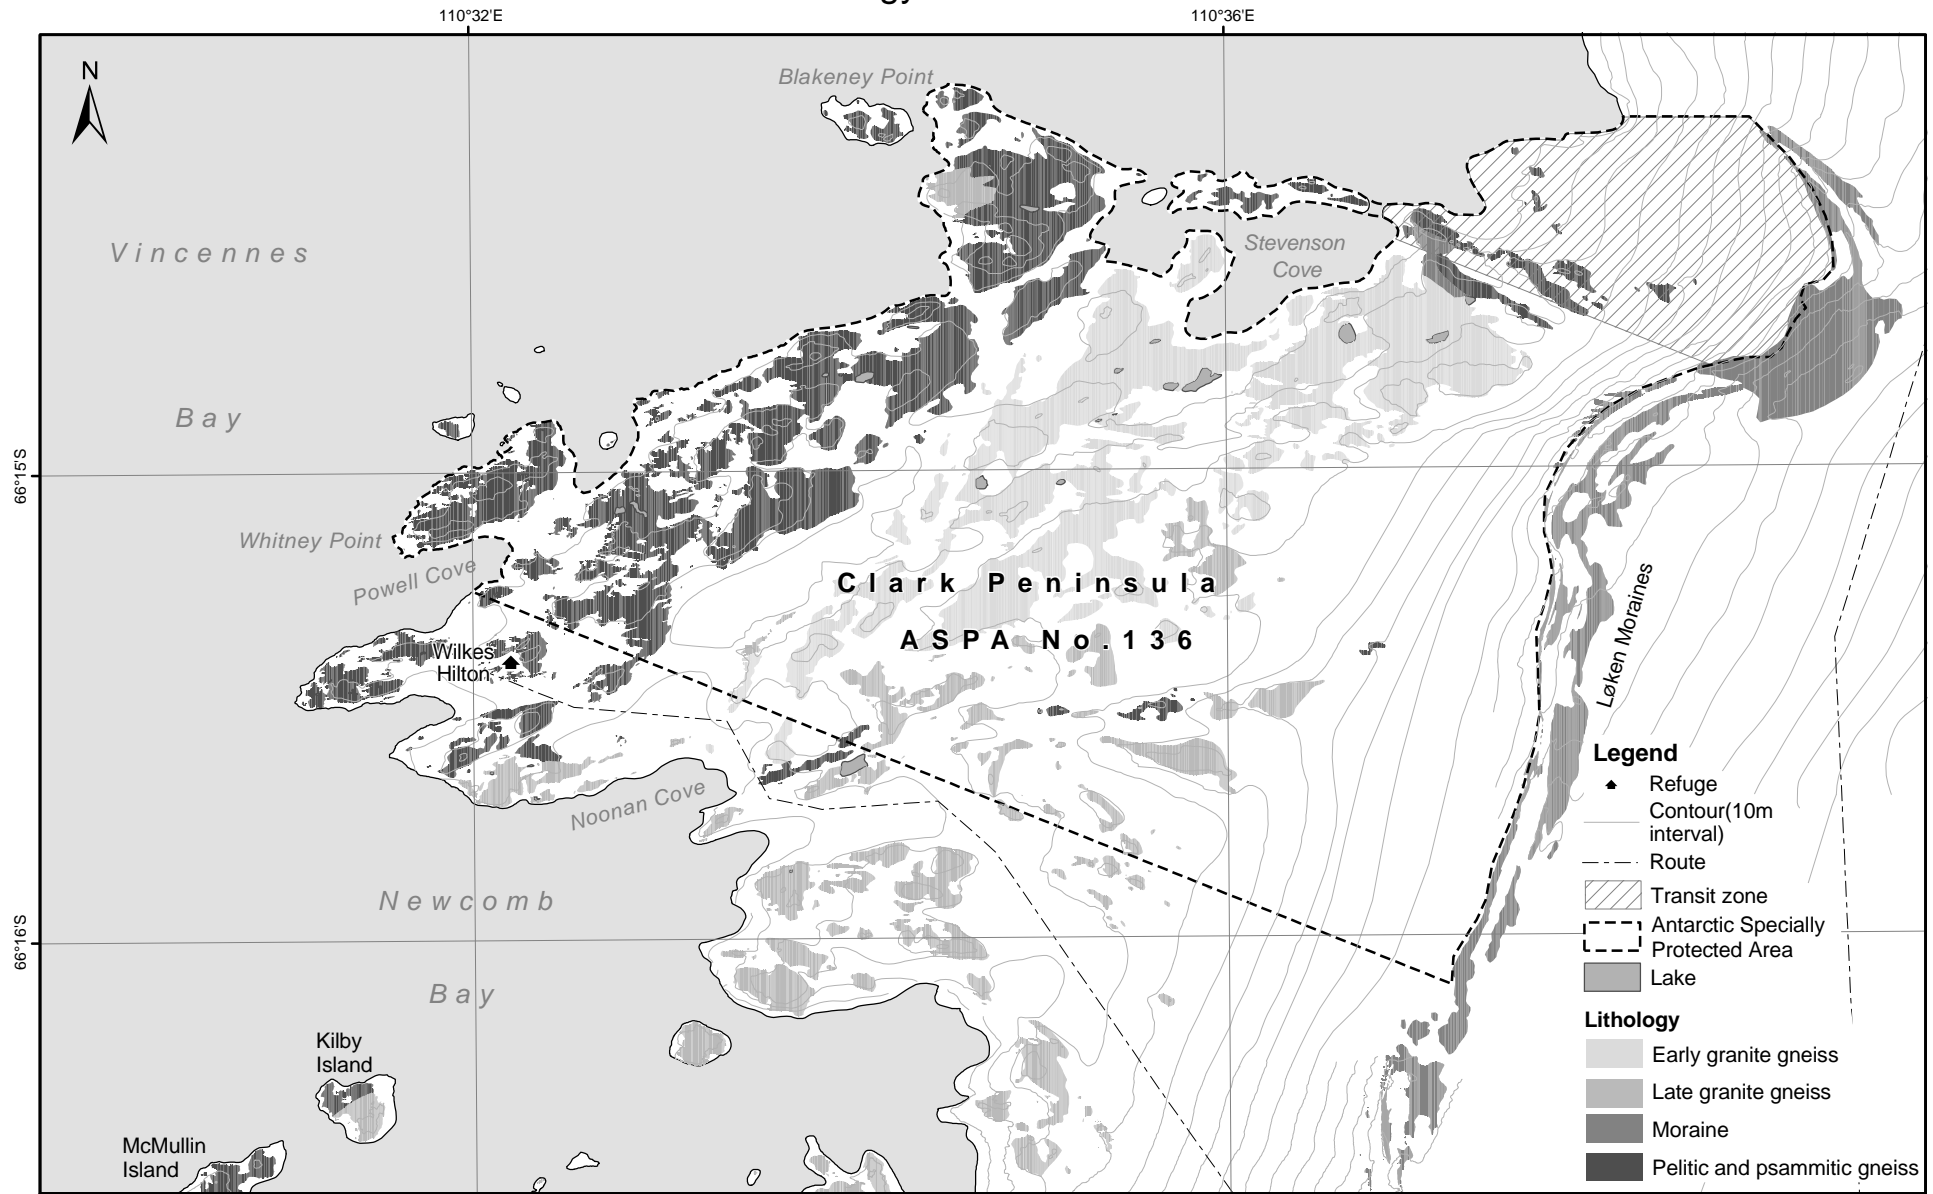 110°32'E
110°36'E
N
Blakeney Point
Vincennes
Stevenson
Cove
Bay
66°15'S
Whitney Point
Powell Cove
Clark Peninsula
ASPA No.136
Wilkes
Hilton
Løken Moraines
Noonan Cove
Newcomb
Bay
66°16'S
Kilby
Island
McMullin
Island
Legend
Refuge
Contour(10m
interval)
Route
Transit zone
Antarctic Specially
Protected Area
Lake
Lithology
Early granite gneiss
Late granite gneiss
Moraine
Pelitic and psammitic gneiss